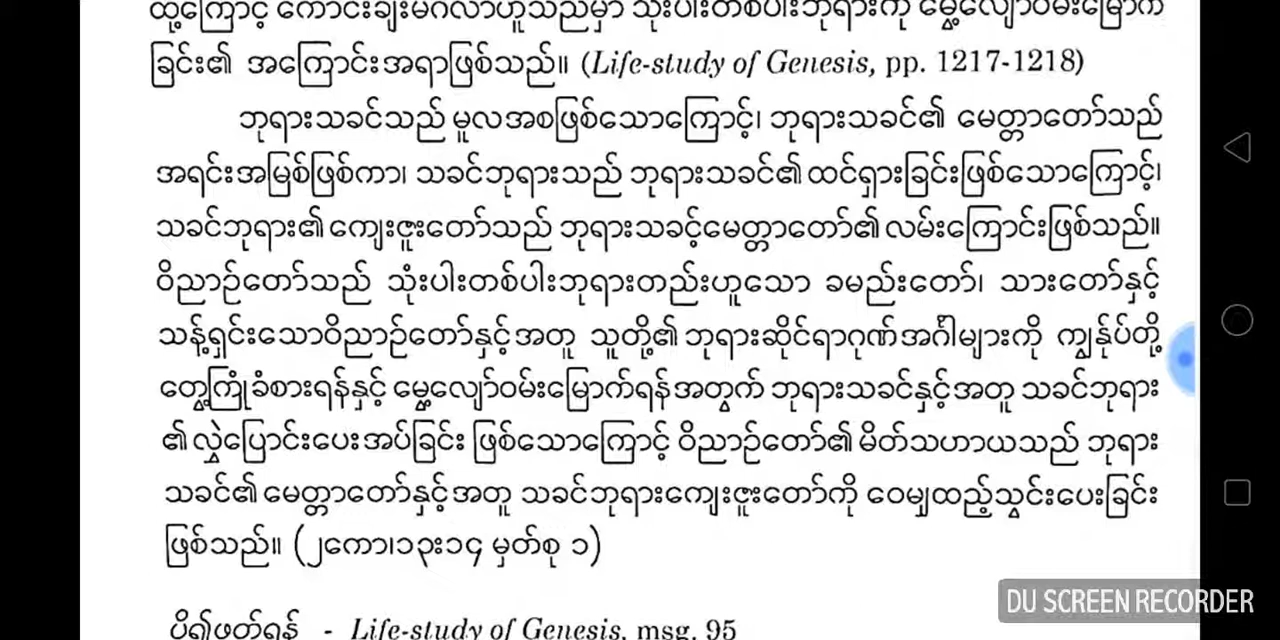 ထို့ကြောင့် ကောင်းချီးမင်္ဂလာဟူသည်မှာ သုံးပါးတစ်ပါးဘုရားကို မွေ့လျော်ဝမ်းမြောက်
ခြင်း၏ အကြောင်းအရာဖြစ်သည်။ (Life-study of Genesis, pp. 1217-1218)
ဘုရားသခင်သည် မူလအစဖြစ်သောကြောင့်၊ ဘုရားသခင်၏ မေတ္တာတော်သည်
အရင်းအမြစ်ဖြစ်ကာ၊ သခင်ဘုရားသည် ဘုရားသခင်၏ ထင်ရှားခြင်းဖြစ်သောကြောင့်၊
သခင်ဘုရား၏ ကျေးဇူးတော်သည် ဘုရားသခင့်မေတ္တာတော်၏ လမ်းကြောင်းဖြစ်သည်။
ဝိညာဉ်တော်သည် သုံးပါးတစ်ပါးဘုရားတည်းဟူသော ခမည်းတော်၊ သားတော်နှင့်
သန့်ရှင်းသောဝိညာဉ်တော်နှင့်အတူ သူတို့၏ ဘုရားဆိုင်ရာဂုဏ်အင်္ဂါများကို ကျွန်ုပ်တို့
တွေ့ကြုံခံစားရန်နှင့် မွေ့လျော်ဝမ်းမြောက်ရန်အတွက် ဘုရားသခင်နှင့်အတူ သခင်ဘုရား
၏ လွှဲပြောင်းပေးအပ်ခြင်း ဖြစ်သောကြောင့် ဝိညာဉ်တော်၏ မိတ်သဟာယသည် ဘုရား
သခင်၏ မေတ္တာတော်နှင့်အတူ သခင်ဘုရားကျေးဇူးတော်ကို ဝေမျှထည့်သွင်းပေးခြင်း
ဖြစ်သည်။ (၂ကော၊၁၃း၁၄ မှတ်စု ၁)
ပိုရှုဖတ်ရန် - Life-study of Genesis, msg. 95
DU SCREEN RECORDER